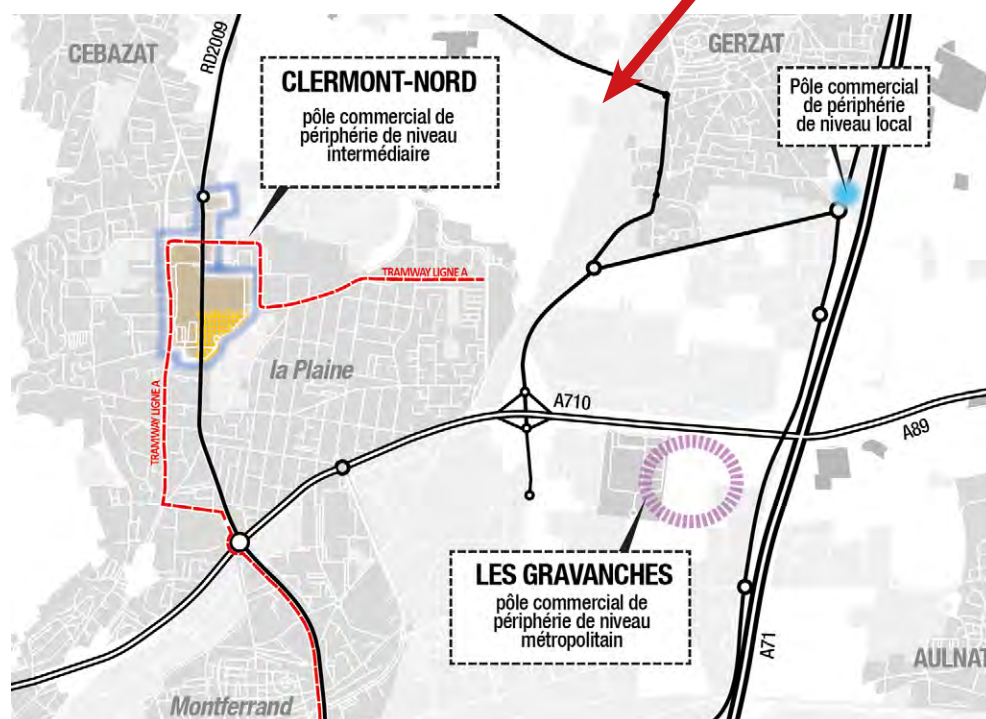 CEBAZAT
RD2009
CLERMONT-NORD
pôle commercial de
périphérie de niveau
intermédiaire
GERZAT
Pôle commercial
de périphérie
de niveau local
TRAMWAY LIGNE A
la Plaine
TRAMWAY LIGNE A
A710
A89
LES GRAVANCHES
pôle commercial de
périphérie de niveau
métropolitain
A71
AULNAT
Montferrand